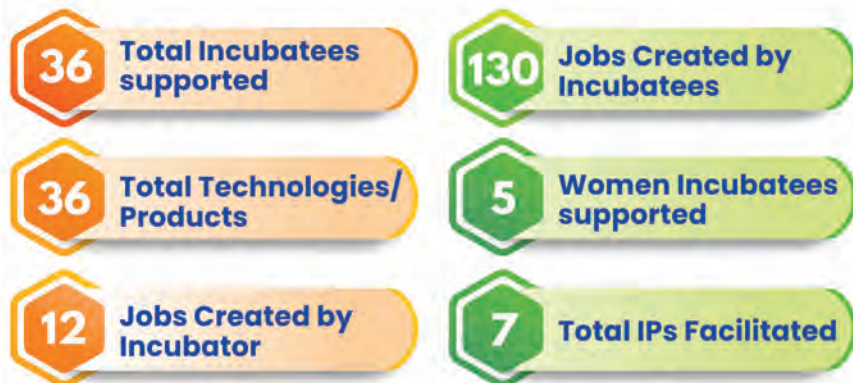 36
Total Incubatees
supported
130
Jobs Created by
Incubatees
36
Total Technologies/
Products
5
Women Incubatees
supported
12
Jobs Created by
Incubator
7
Total IPs Facilitated